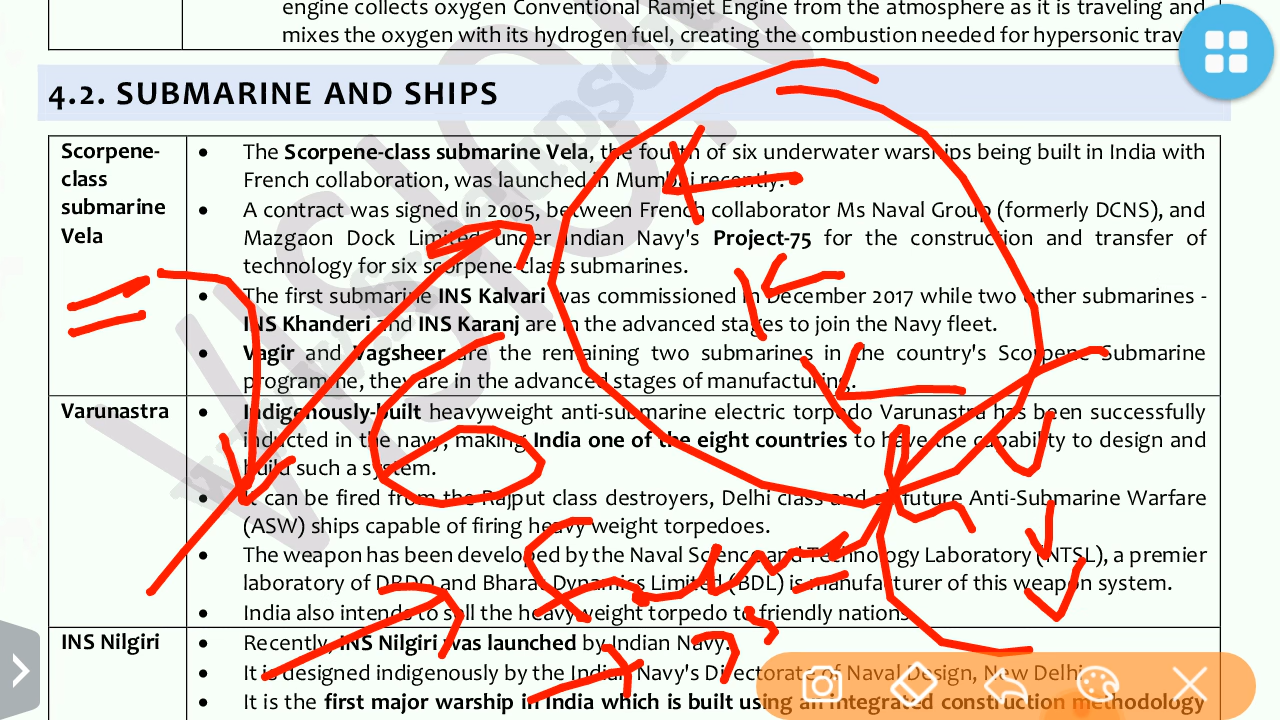 engine collects oxygen Conventional Ramjet Engine from the atmosphere as it is traveling and
mixes the oxygen with its hydrogen fuel, creating the combustion needed for hypersonic
4.2. SUBMARINE AND SHIPS
Scorpene-
class
submarine
Vela
• The Scorpene-class submarine Vela, the fourth of six underwater warships being built in India with
French collaboration, was launched in Mumbai recently.
• A contract was signed in 2005, between French collaborator Ms Naval Group (formerly DCNS), and
Mazgaon Dock Limited under Indian Navy's Project-75 for the construction and transfer of
technology for six scorpene-class submarines.
• The first submarine INS Kalvari was commissioned in December 2017 while two other submarines -
INS Khanderi and INS Karanj are in the advanced stages to join the Navy fleet.
• Vagir and Vagsheer are the remaining two submarines in the country's Scorpene Submarine
programme, they are in the advanced stages of manufacturing.
Varunastra
• Indigenously-built heavyweight anti-submarine electric torpedo Varunastra has been successfully
inducted in the navy, making India one of the eight countries to have the capability to design and
build such a system.
• It can be fired from the Rajput class destroyers, Delhi class and all future Anti-Submarine Warfare
(ASW) ships capable of firing heavy weight torpedoes.
• The weapon has been developed by the Naval Science and Technology Laboratory (NTSL), a premier
laboratory of DRDO and Bharat Dynamics Limited (BDL) is manufacturer of this weapon system.
• India also intends to sell the heavy weight torpedo to friendly nations.
INS Nilgiri
• Recently, INS Nilgiri was launched by Indian Navy.
• It is designed indigenously by the Indian Navy's Directorate of Naval Design, New Delhi.
• It is the first major warship in India which is built using an integrated construction methodology